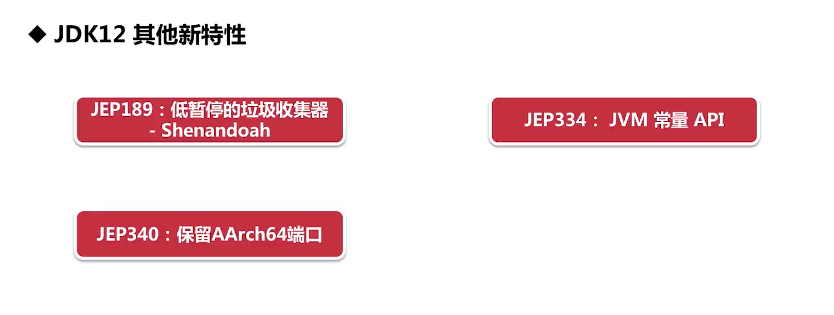 ◆ JDK12 其他新特性
JEP189：低暂停的垃圾收集器
- Shenandoah
JEP334： JVM 常量 API
JEP340：保留AArch64端口